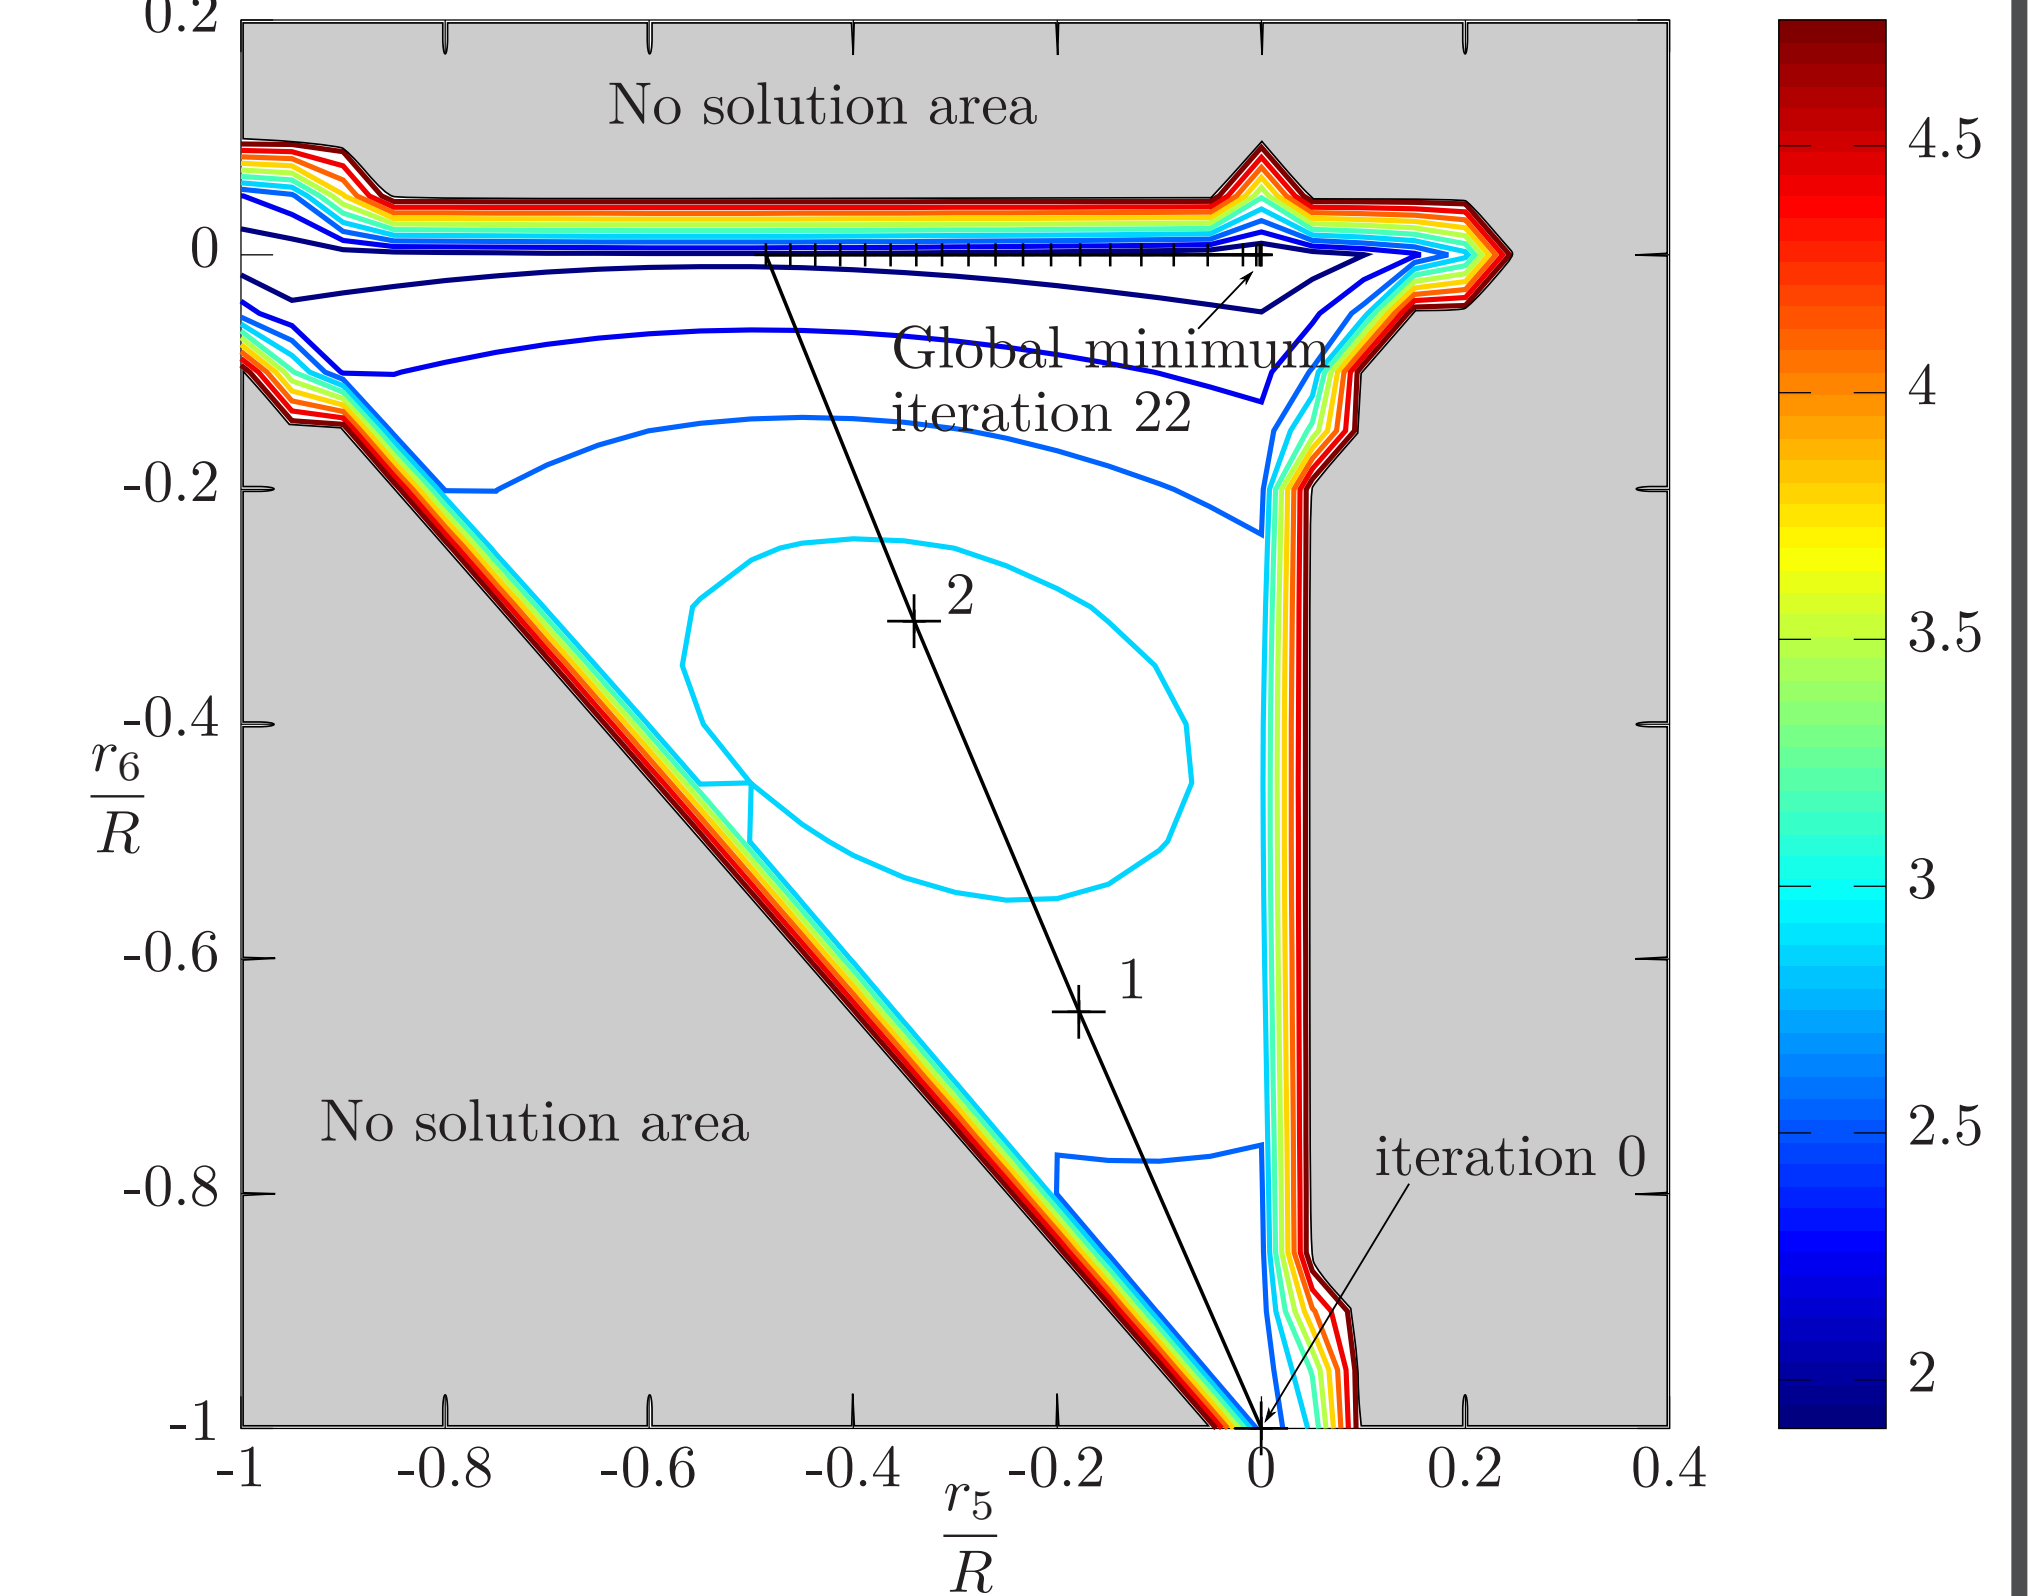 0.2
No solution area
4.5
0
Global minimum
iteration 22
4
-0.2
2
3.5
-0.4
r6
R
3
-0.6
1
No solution area
iteration 0
2.5
-0.8
2
-1
-1 -0.8 -0.6 -0.4 -0.2 0 0.2 0.4
r5
R